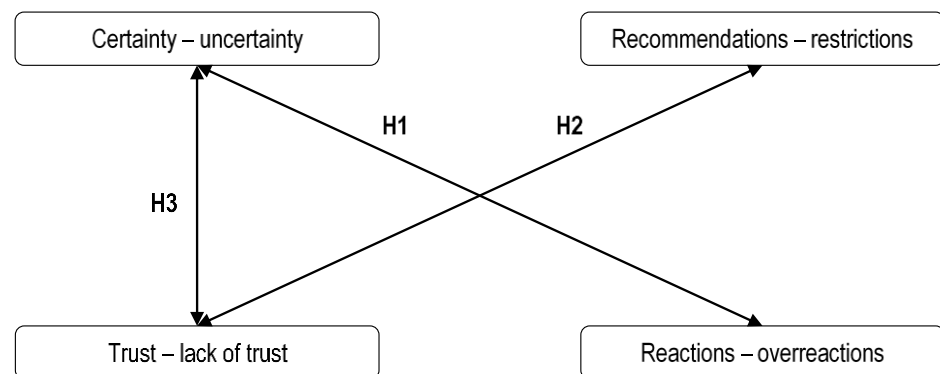 Certainty – uncertainty
Recommendations – restrictions
H1
H2
H3
Trust – lack of trust
Reactions – overreactions